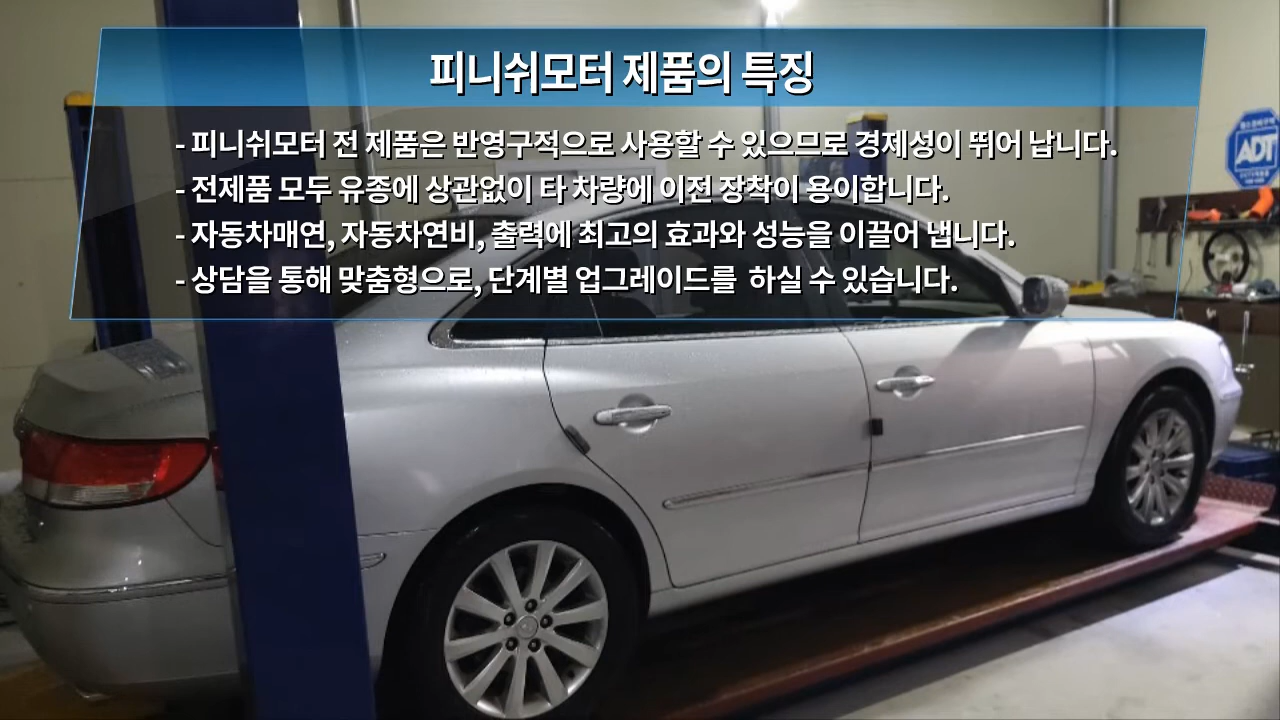 피니쉬모터 제품의 특징
- 피니쉬모터 전 제품은 반영구적으로 사용할 수 있으므로 경제성이 뛰어 납니다.
- 전제품 모두 유종에 상관없이 타 차량에 이전 장착이 용이합니다.
- 자동차매연, 자동차연비, 출력에 최고의 효과와 성능을 이끌어 냅니다.
- 상담을 통해 맞춤형으로, 단계별 업그레이드를  하실 수 있습니다.
ADT